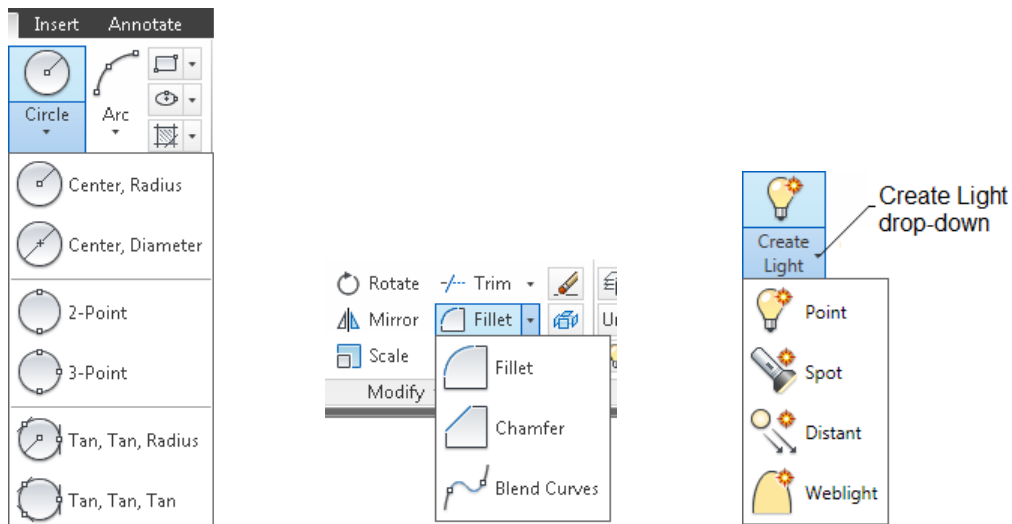 Insert Annotate
Circle
Arc
Center, Radius
Center, Diameter
2-Point
3-Point
Tan, Tan, Radius
Tan, Tan, Tan
Rotate Trim
Mirror Fillet
Scale
Modify
Fillet
Chamfer
Blend Curves
Create
Light
Create Light
drop-down
Point
Spot
Distant
Weblight